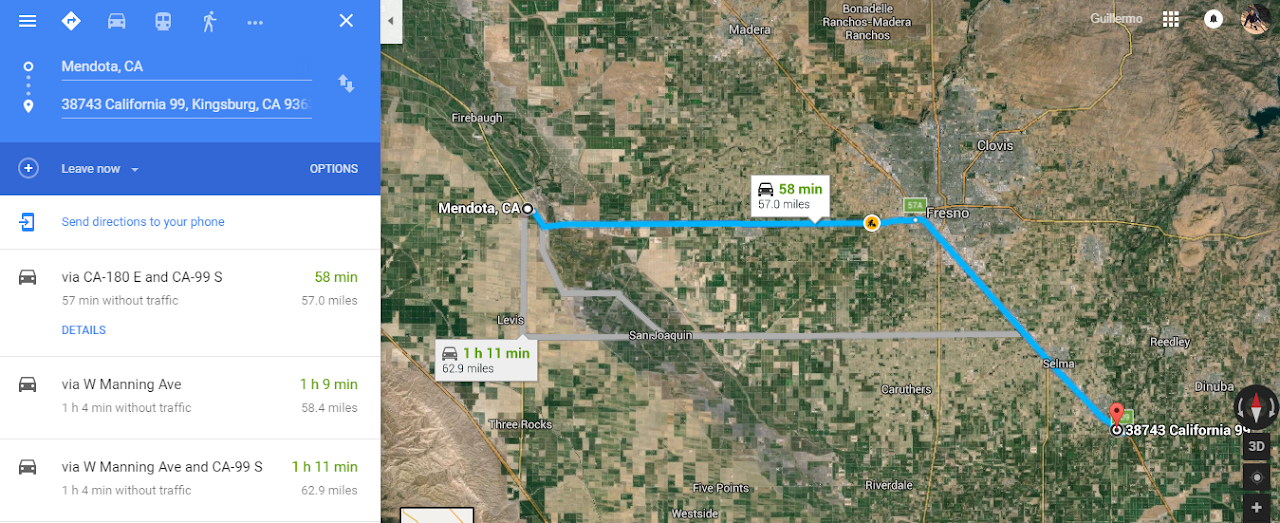 Mendota, CA
38743 California 99, Kingsburg, CA 9363
Leave now
OPTIONS
Send directions to your phone
via CA-180 E and CA-99 S
58 min
57 min without traffic
57.0 miles
DETAILS
via W Manning Ave
1 h 9 min
1 h 4 min without traffic
58.4 miles
via W Manning Ave and CA-99 S
1 h 11 min
1 h 4 min without traffic
62.9 miles
Bonadelle
Ranchos-Madera
Ranchos
Guillermo
Madera
Firebaugh
Clovis
58 min
57.0 miles
Mendota, CA
57A
Fresno
Levis
San Joaquin
1 h 11 min
62.9 miles
Reedley
Selma
Caruthers
Dinuba
Three Rocks
38743 California 99
3D
Five Points
Riverdale
Westside